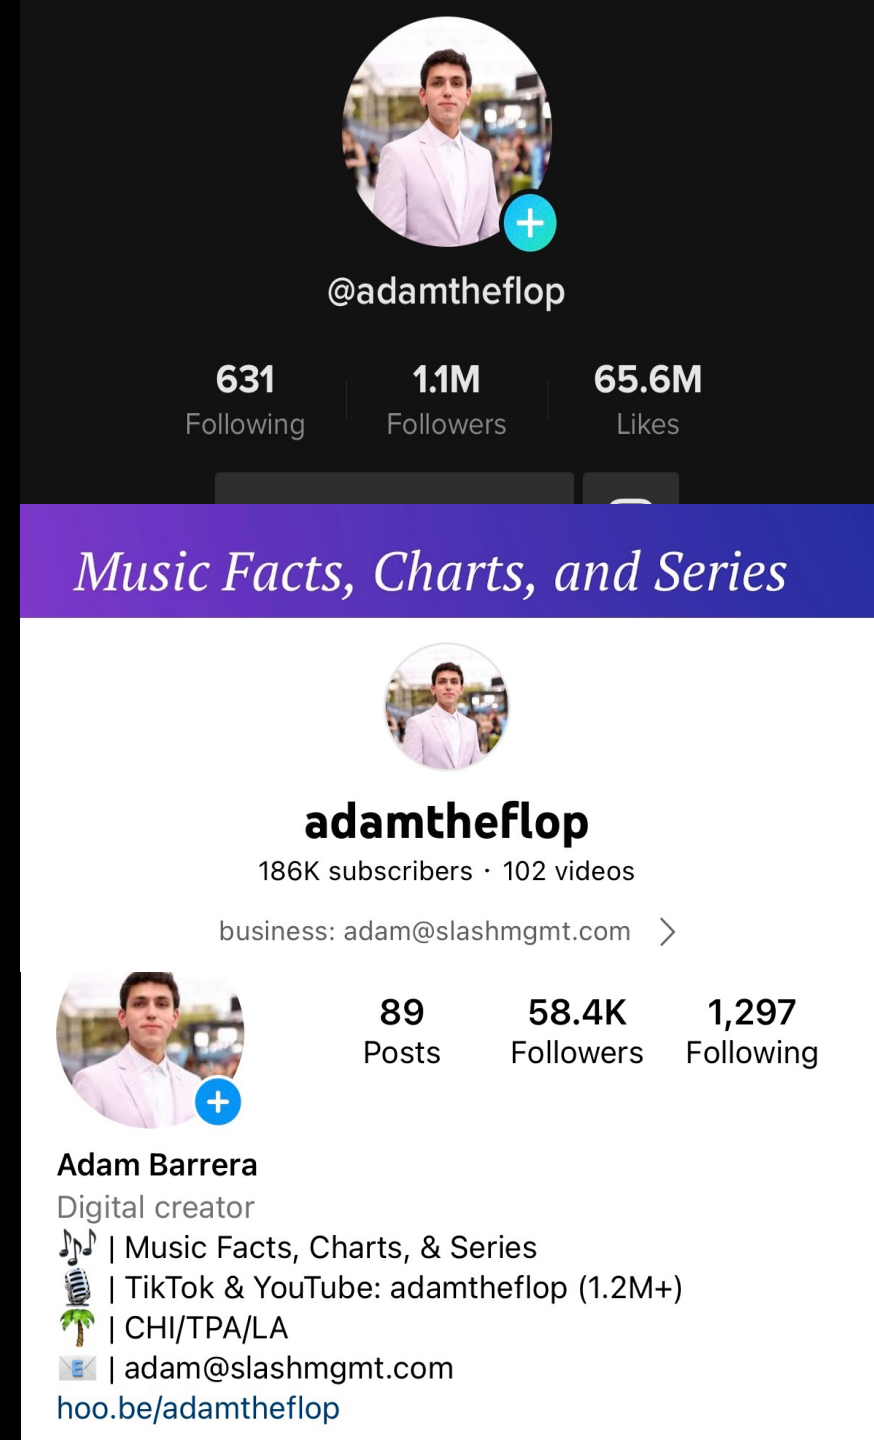 @adamtheflop
631 1.1M 65.6M
Following Followers Likes
Music Facts, Charts, and Series
adamtheflop
186K subscribers · 102 videos
business: adam@slashmgmt.com
89 58.4K 1,297
Posts Followers Following
Adam Barrera
Digital creator
🎶 | Music Facts, Charts, & Series
🎙️ | TikTok & YouTube: adamtheflop (1.2M+)
🌴 | CHI/TPA/LA
📧 | adam@slashmgmt.com
hoo.be/adamtheflop